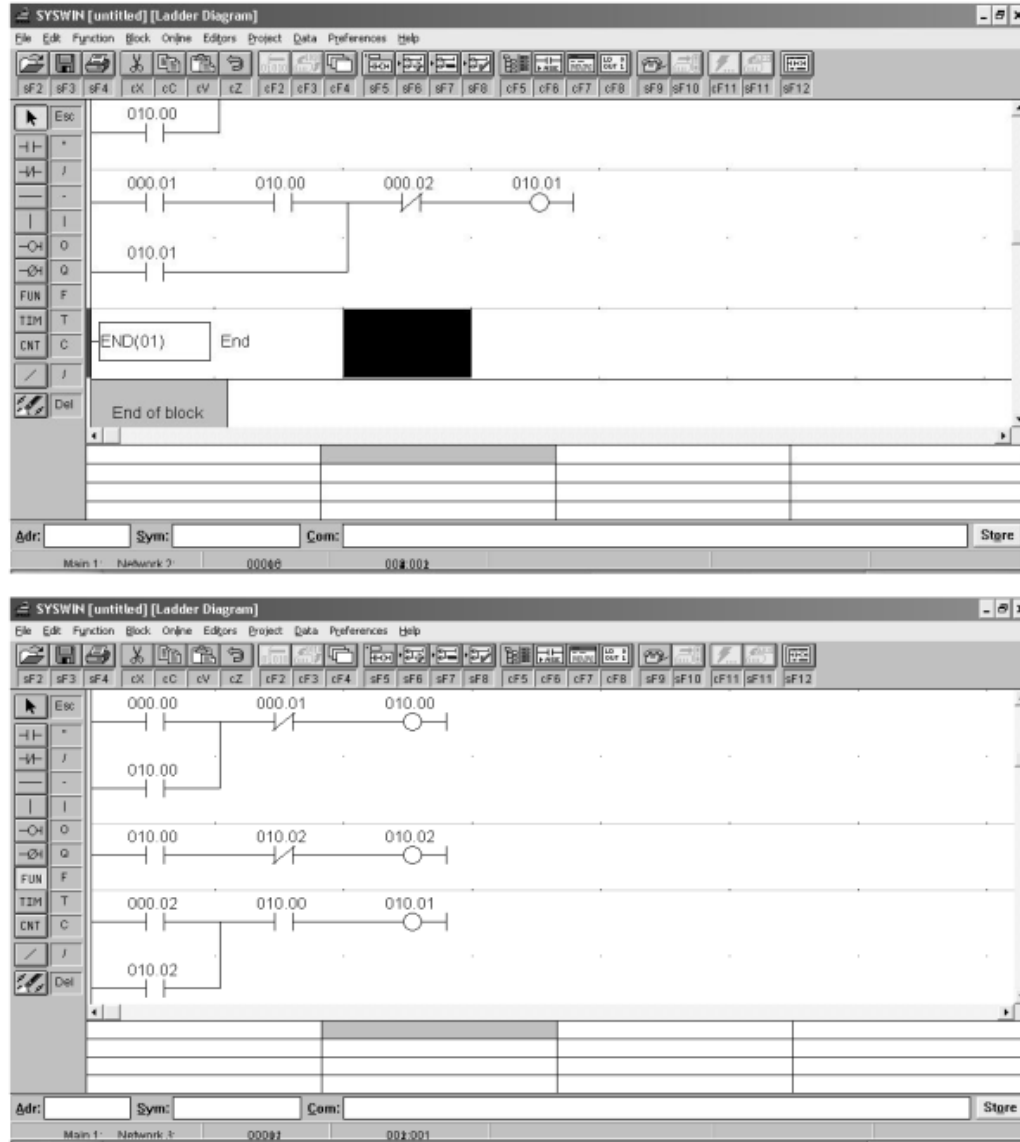 SYSWIN [untitled] [Ladder Diagram]
File Edit Function Block Online Editors Project Data Preferences Help
sF2 sF3 sF4 cX cC cV cZ cF2 cF3 cF4 sF5 sF6 sF7 sF8 cF5 cF6 cF7 cF8 sF9 sF10 cF11 sF11 sF12
Esc
010.00
000.01 010.00 000.02 010.01
O
010.01
Q
FUN F
TIM T
END(01) End
CNT C
Del
End of block
Adr: Sym: Com: Store
Main 1: Network 2:
SYSWIN [untitled] [Ladder Diagram]
File Edit Function Block Online Editors Project Data Preferences Help
sF2 sF3 sF4 cX cC cV cZ cF2 cF3 cF4 sF5 sF6 sF7 sF8 cF5 cF6 cF7 cF8 sF9 sF10 cF11 sF11 sF12
Esc
000.00 000.01 010.00
010.00
O
010.00 010.02 010.02
Q
FUN F
TIM T
000.02 010.00 010.01
CNT C
010.02
Del
Adr: Sym: Com: Store
Main 1: Network 3: